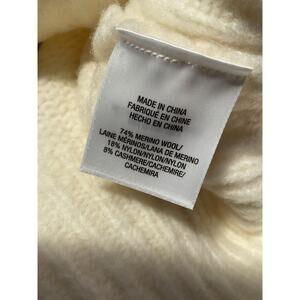 MADE IN CHINA
FABRIQUÉ EN CHINE
HECHO EN CHINA
74% MERINO WOOL/
LAINE MÉRINOS/LANA DE MERINO
18% NYLON/NYLON/NYLON
8% CASHMERE/CACHEMIRE/
CACHEMIRA